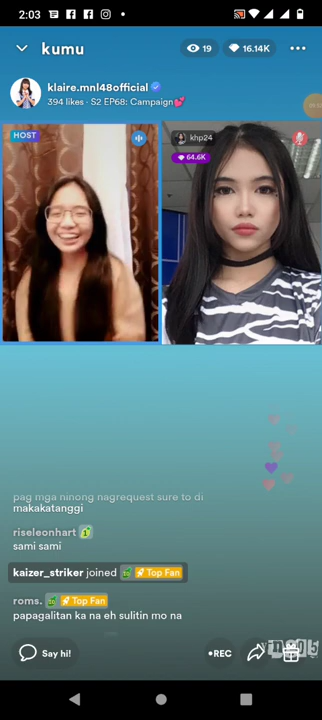 2:03
kumu
19
16.14K
klaire.mnl48official
394 likes · S2 EP68: Campaign💕
HOST
khp24
64.6K
pag mga ninong nagrequest sure to di
makakatanggi
riseleonhart
sami sami
kaizer_striker joined 🚀Top Fan
roms. 🚀Top Fan
papagalitan ka na eh sulitin mo na
Say hi!
•REC